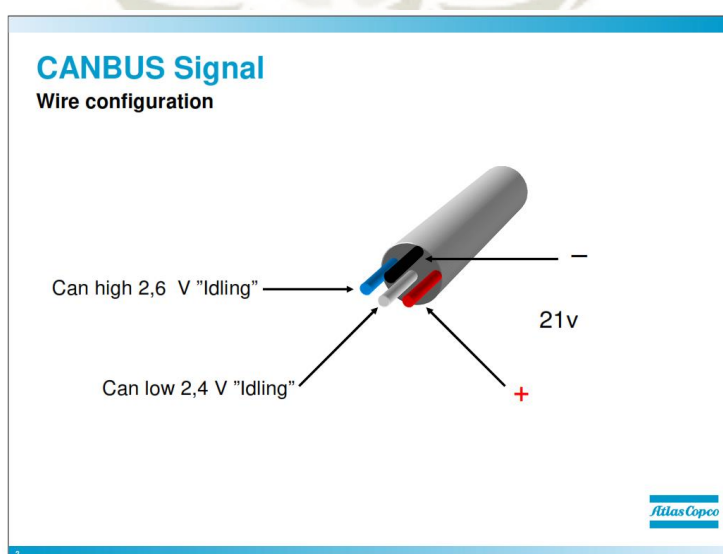 CANBUS Signal
Wire configuration
−
Can high 2,6  V ”Idling”
21v
Can low 2,4 V ”Idling”
+
Atlas Copco